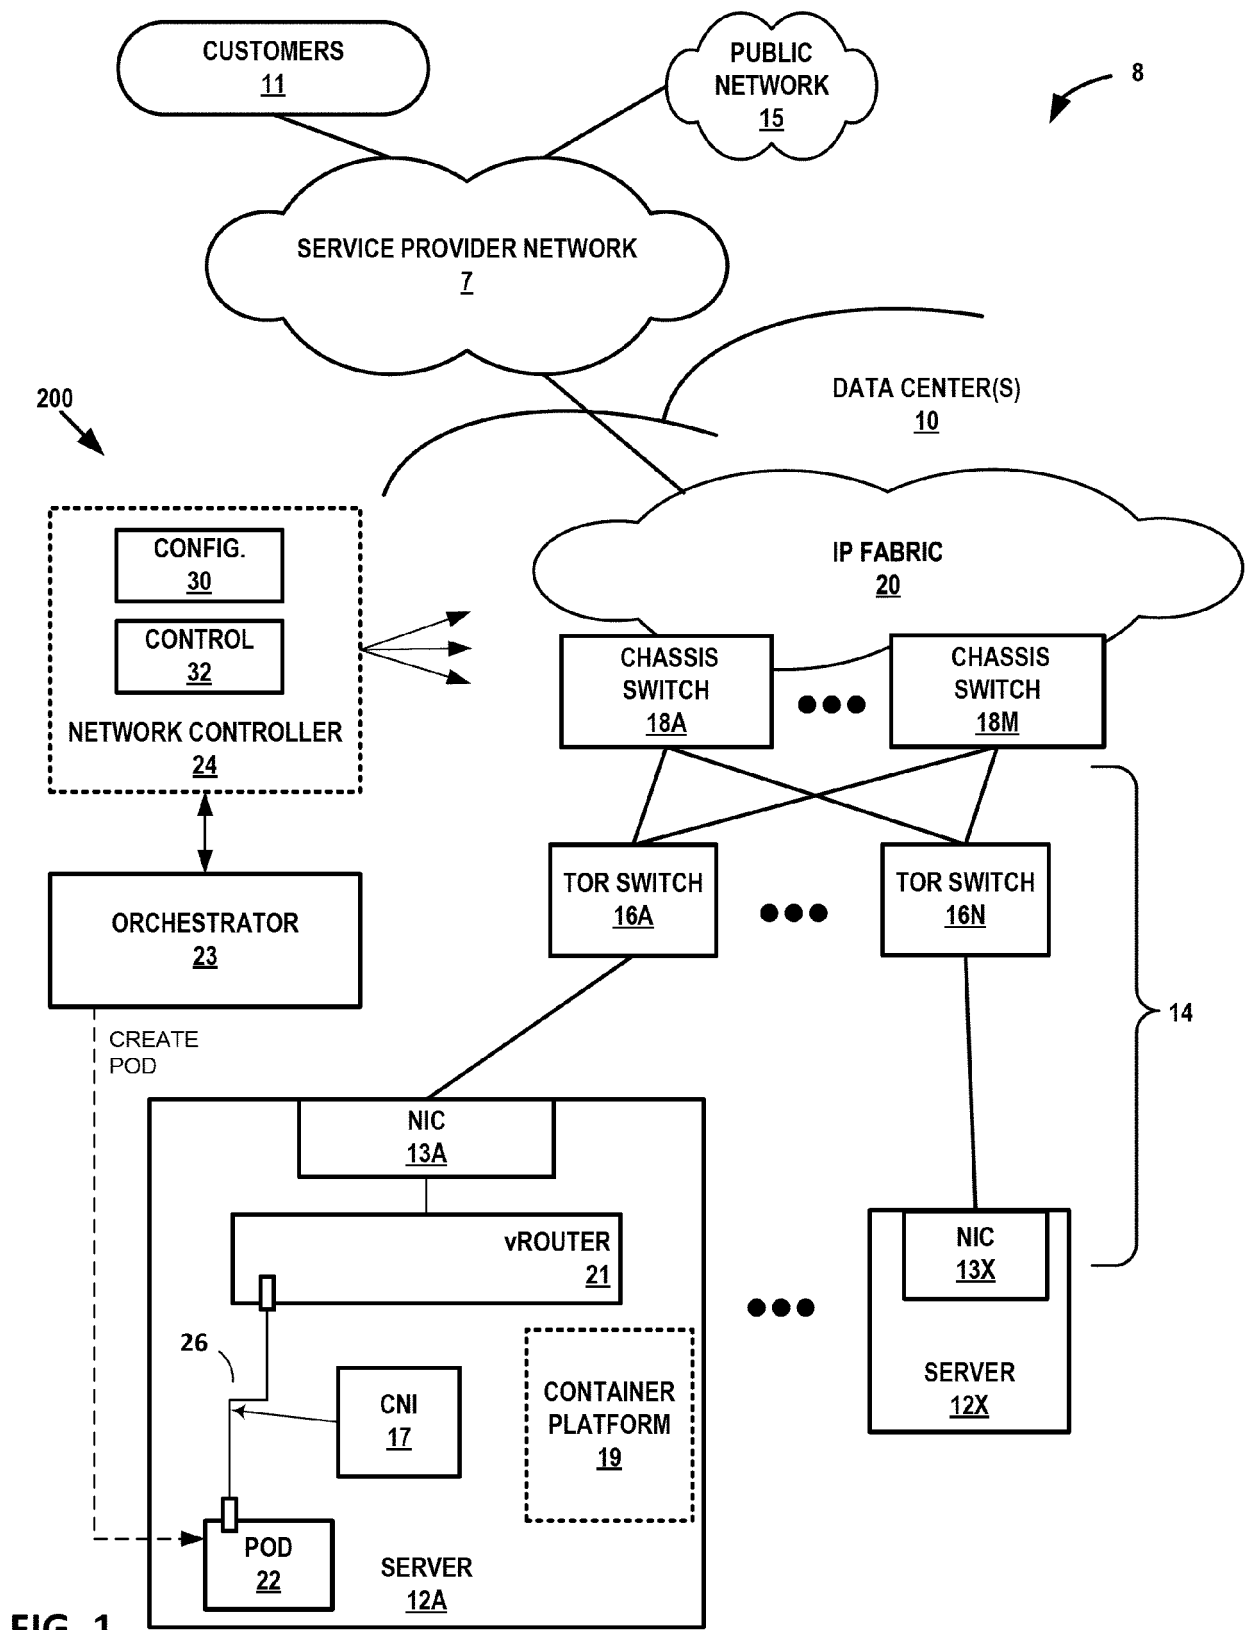 CUSTOMERS
11
PUBLIC
NETWORK
15
8
SERVICE PROVIDER NETWORK
7
DATA CENTER(S)
10
200
CONFIG.
30
CONTROL
32
NETWORK CONTROLLER
24
IP FABRIC
20
CHASSIS
SWITCH
18A
CHASSIS
SWITCH
18M
ORCHESTRATOR
23
TOR SWITCH
16A
TOR SWITCH
16N
14
CREATE
POD
NIC
13A
vROUTER
21
26
CNI
17
CONTAINER
PLATFORM
19
POD
22
SERVER
12A
NIC
13X
SERVER
12X
FIG. 1